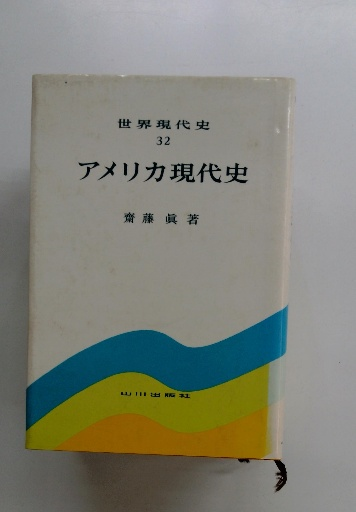 世界現代史
32
アメリカ現代史
齋藤眞著
山川出版社